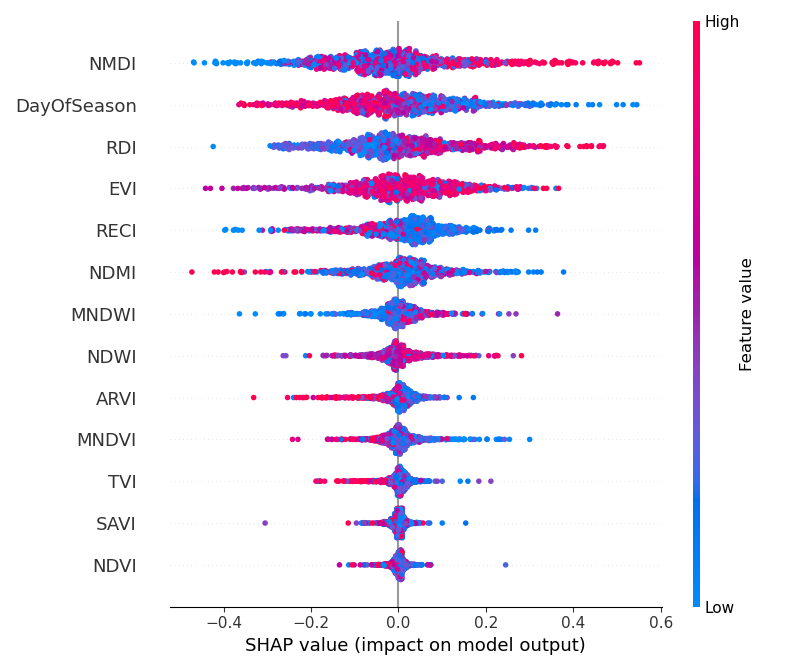 High
NMDI
DayOfSeason
RDI
EVI
RECI
NDMI
MNDWI
NDWI
ARVI
MNDVI
TVI
SAVI
NDVI
Feature value
Low
−0.4 −0.2 0.0 0.2 0.4 0.6
SHAP value (impact on model output)